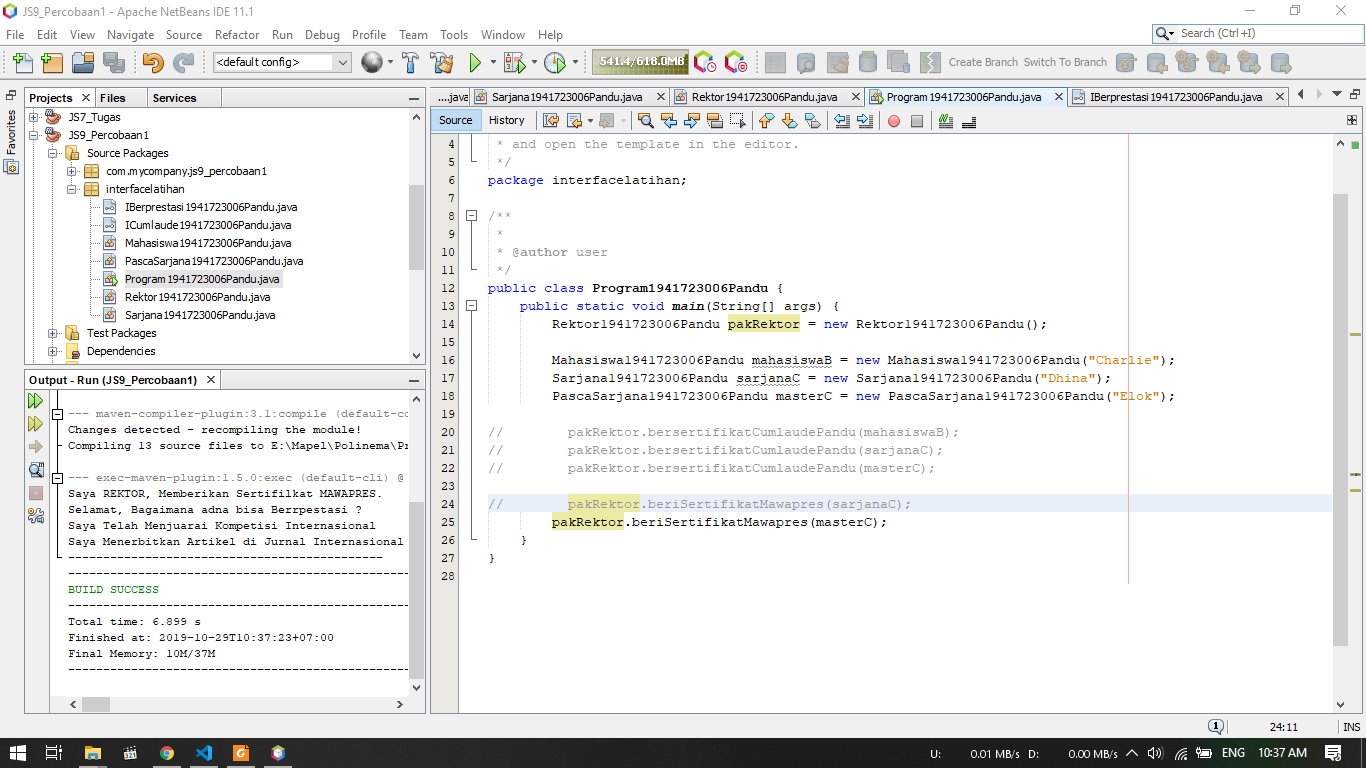 JS9_Percobaan1 - Apache NetBeans IDE 11.1
File Edit View Navigate Source Refactor Run Debug Profile Team Tools Window Help
Search (Ctrl+I)
<default config>
541.4/618.0MB
Create Branch Switch To Branch
Favorites
Projects Files Services
JS7_Tugas
JS9_Percobaan1
Source Packages
com.mycompany.js9_percobaan1
interfacelatihan
IBerprestasi1941723006Pandu.java
ICumlaude1941723006Pandu.java
Mahasiswa1941723006Pandu.java
PascaSarjana1941723006Pandu.java
Program1941723006Pandu.java
Rektor1941723006Pandu.java
Sarjana1941723006Pandu.java
Test Packages
Dependencies
Output - Run (JS9_Percobaan1)
--- maven-compiler-plugin:3.1:compile (default-co
Changes detected - recompiling the module!
Compiling 13 source files to E:\Mapel\Polinema\Pr
--- exec-maven-plugin:1.5.0:exec (default-cli) @
Saya REKTOR, Memberikan Sertifilkat MAWAPRES.
Selamat, Bagaimana adna bisa Berrpestasi ?
Saya Telah Menjuarai Kompetisi Internasional
Saya Menerbitkan Artikel di Jurnal Internasional
------------------------------------------
---------------------------------------------
BUILD SUCCESS
---------------------------------------------
Total time: 6.899 s
Finished at: 2019-10-29T10:37:23+07:00
Final Memory: 10M/37M
---------------------------------------------
....java Sarjana1941723006Pandu.java Rektor1941723006Pandu.java Program1941723006Pandu.java IBerprestasi1941723006Pandu.java
Source History
4 * and open the template in the editor.
5 */
6 package interfacelatihan;
7
8 /**
9 *
10 * @author user
11 */
12 public class Program1941723006Pandu {
13 public static void main(String[] args) {
14 Rektor1941723006Pandu pakRektor = new Rektor1941723006Pandu();
15
16 Mahasiswa1941723006Pandu mahasiswaB = new Mahasiswa1941723006Pandu("Charlie");
17 Sarjana1941723006Pandu sarjanaC = new Sarjana1941723006Pandu("Dhina");
18 PascaSarjana1941723006Pandu masterC = new PascaSarjana1941723006Pandu("Elok");
19
20 // pakRektor.bersertifikatCumlaudePandu(mahasiswaB);
21 // pakRektor.bersertifikatCumlaudePandu(sarjanaC);
22 // pakRektor.bersertifikatCumlaudePandu(masterC);
23
24 // pakRektor.beriSertifikatMawapres(sarjanaC);
25 pakRektor.beriSertifikatMawapres(masterC);
26 }
27 }
28
1 24:11 INS
U: 0.01 MB/s D: 0.00 MB/s ENG 10:37 AM